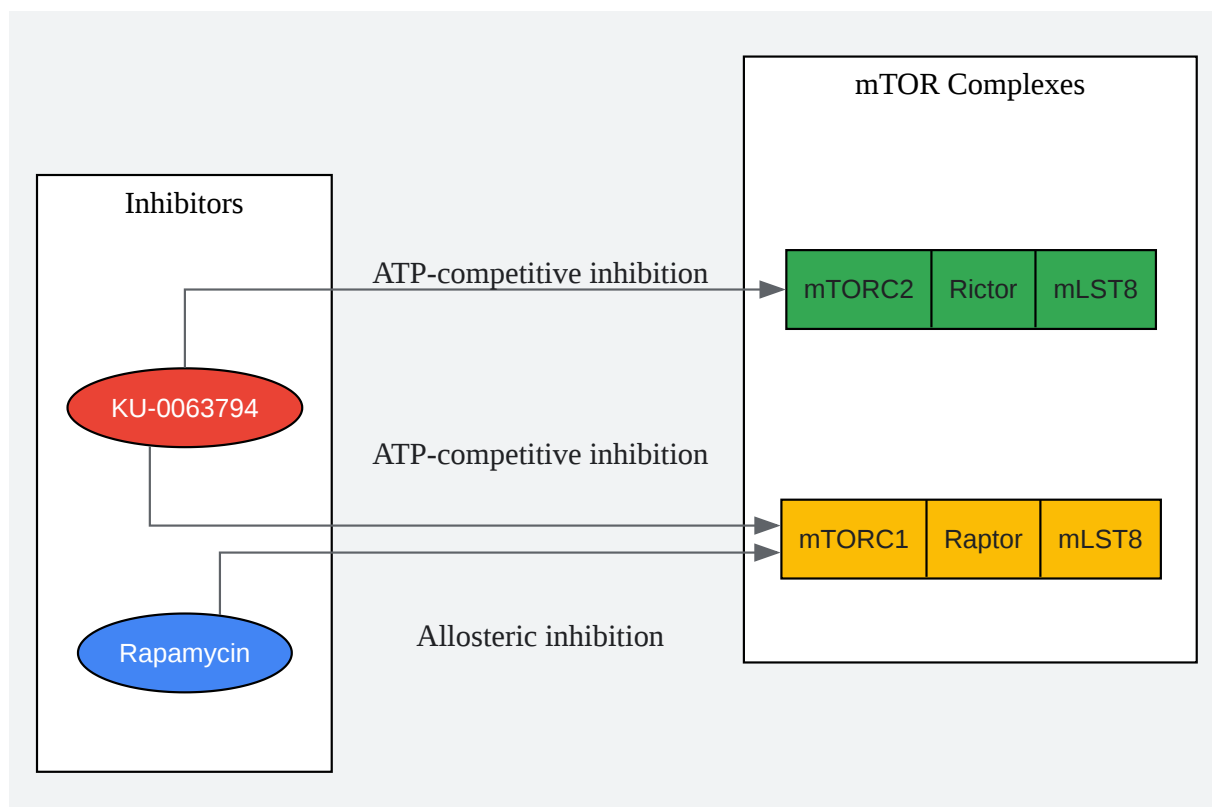 mTOR Complexes
Inhibitors
ATP-competitive inhibition
mTORC2 Rictor mLST8
KU-0063794
ATP-competitive inhibition
mTORC1 Raptor mLST8
Rapamycin
Allosteric inhibition